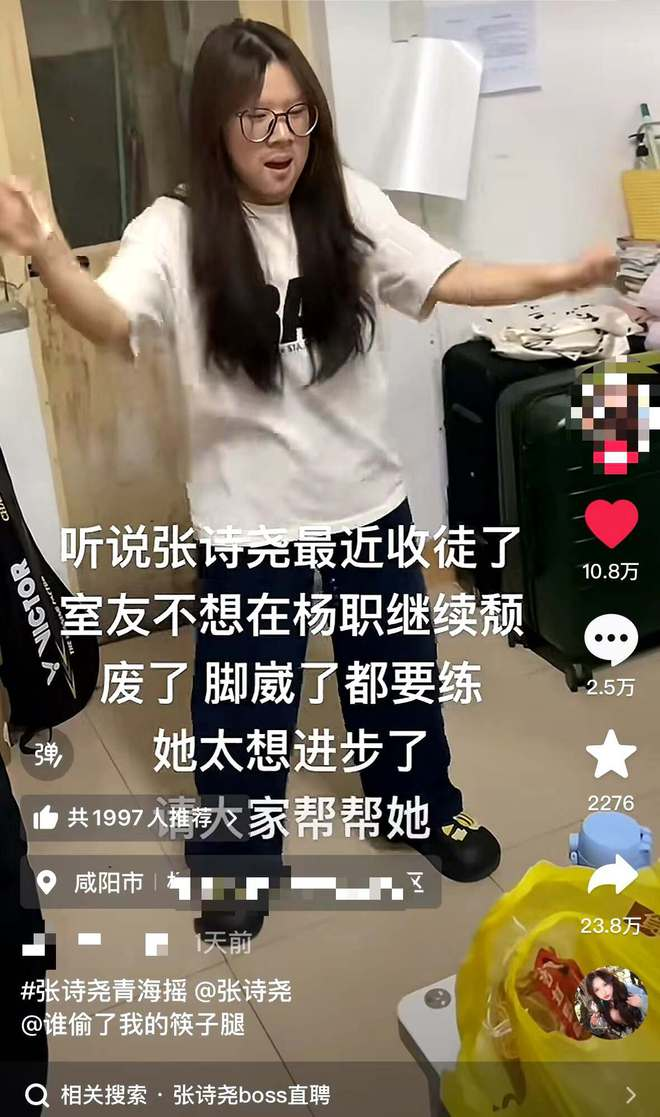 听说张诗尧最近收徒了
室友不想在杨职继续颓
废了 脚崴了都要练
她太想进步了
请大家帮帮她
VICTOR
弹
共1997人推荐
咸阳市
1天前
#张诗尧青海摇 @张诗尧
@谁偷了我的筷子腿
相关搜索 · 张诗尧boss直聘
10.8万
2.5万
2276
23.8万